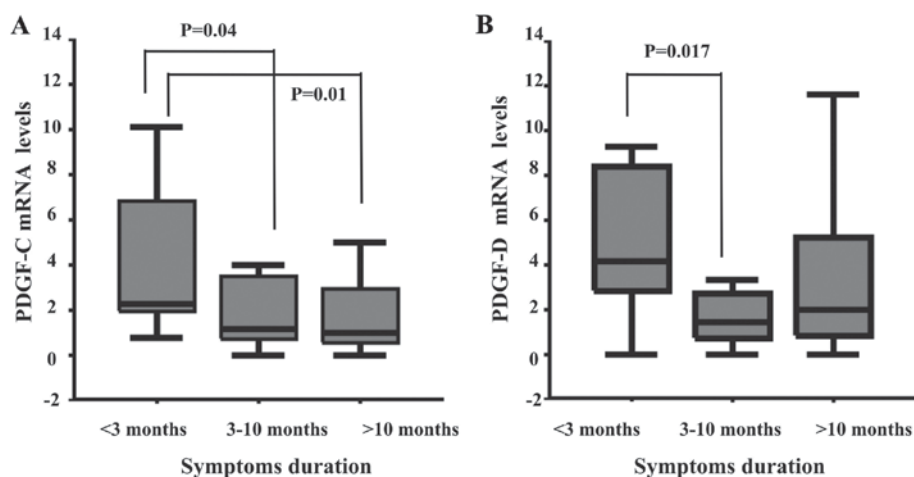 A
P=0.04
P=0.01
PDGF-C mRNA levels
14
12
10
8
6
4
2
0
-2
<3 months 3-10 months >10 months
Symptoms duration
B
P=0.017
PDGF-D mRNA levels
14
12
10
8
6
4
2
0
-2
<3 months 3-10 months >10 months
Symptoms duration